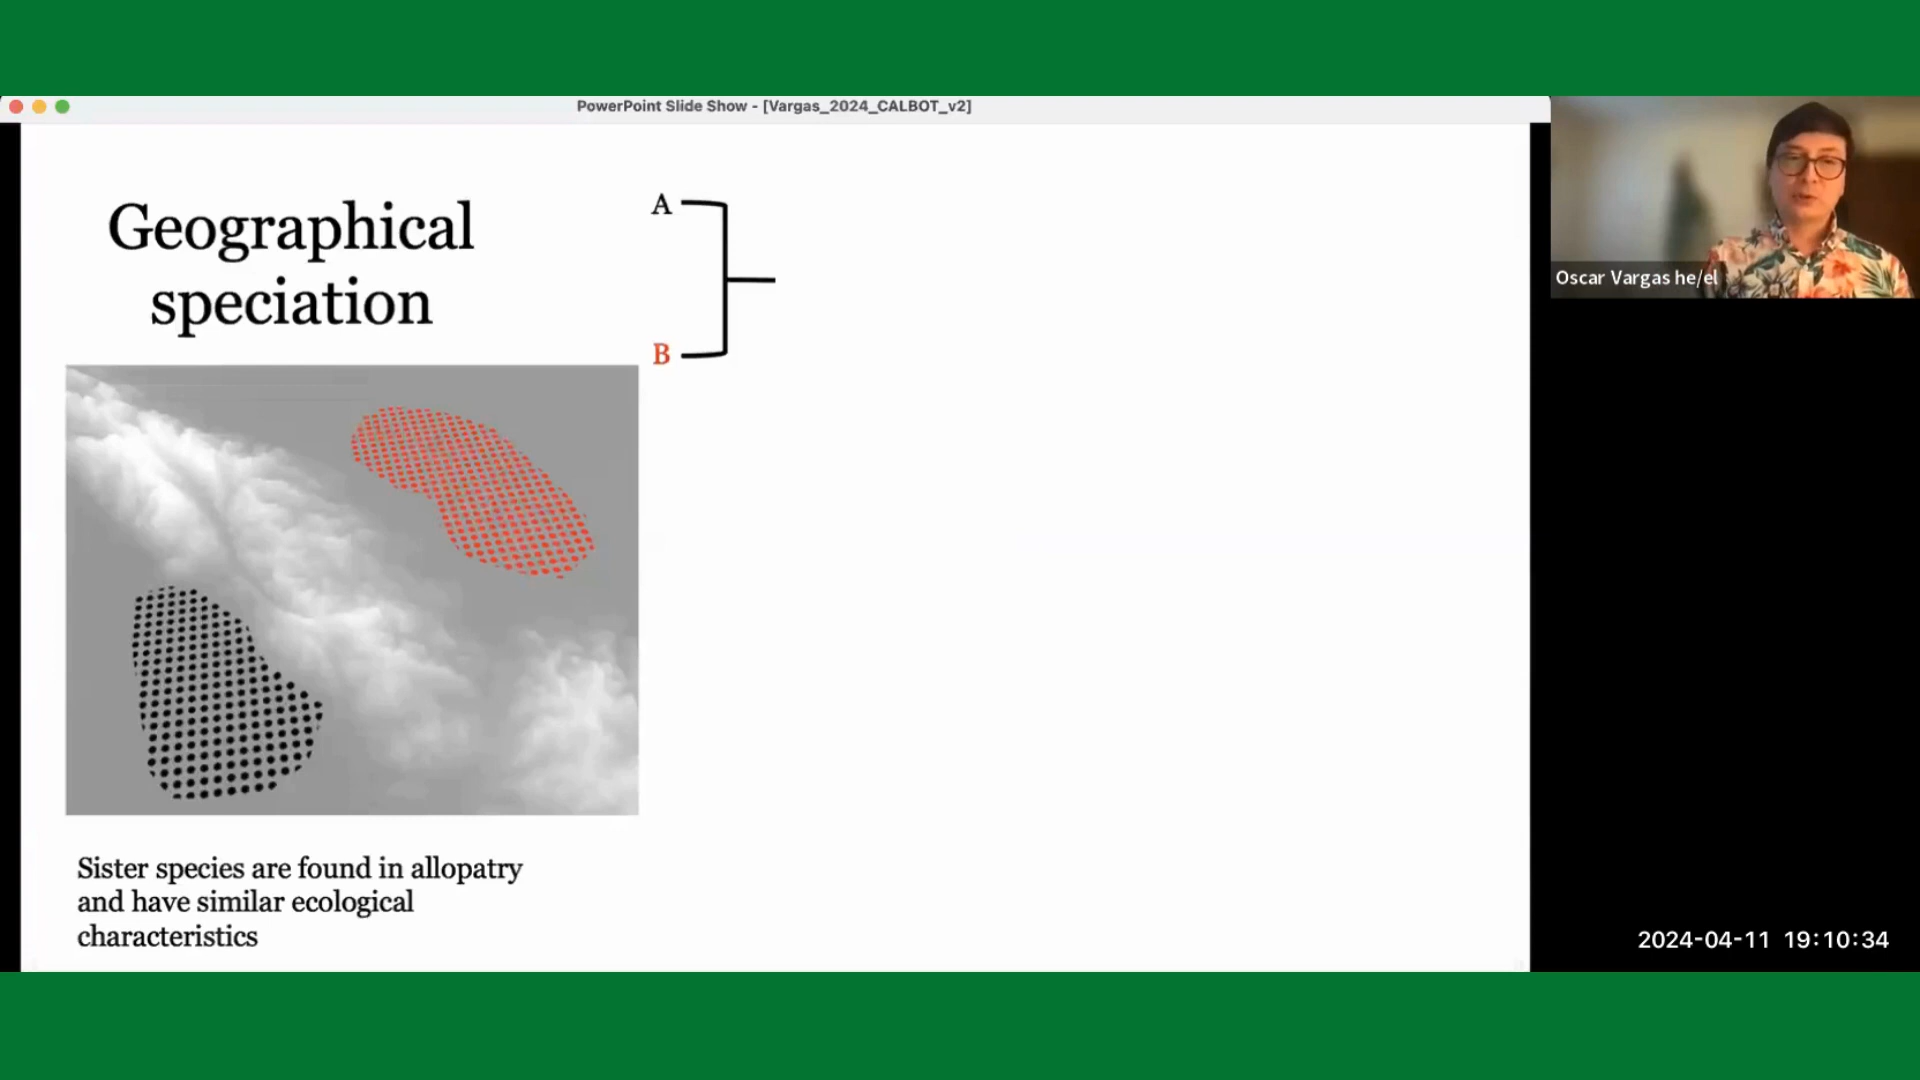 PowerPoint Slide Show - [Vargas_2024_CALBOT_v2]
Geographical
speciation
A
B
Sister species are found in allopatry
and have similar ecological
characteristics
Oscar Vargas he/el
2024-04-11 19:10:34